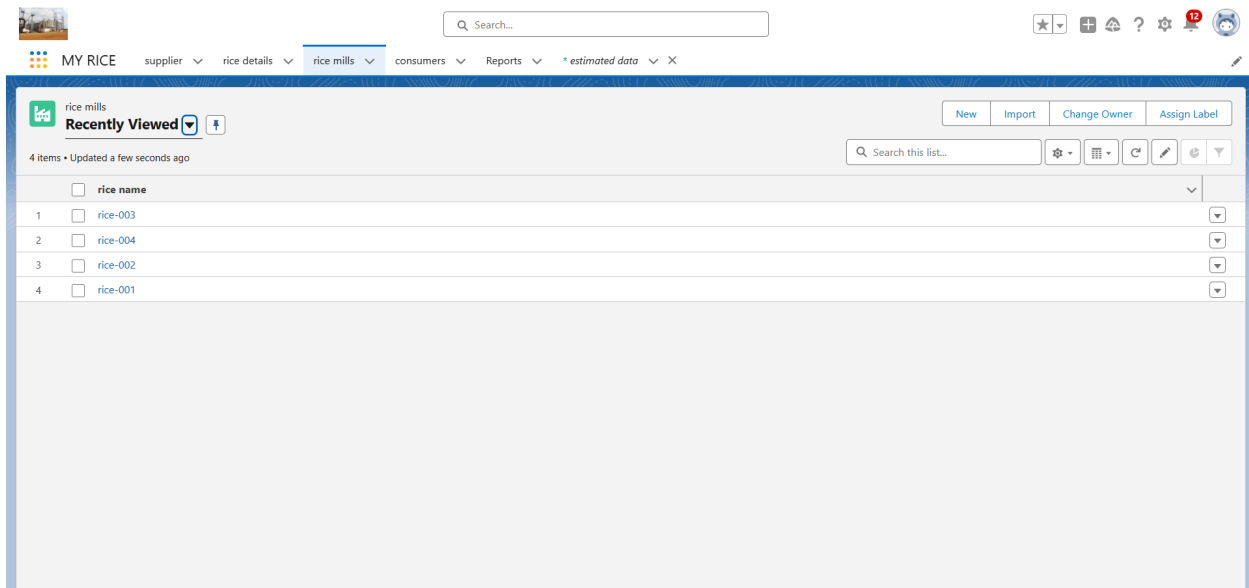 Search...
12
MY RICE supplier rice details rice mills consumers Reports * estimated data
rice mills
Recently Viewed
New Import Change Owner Assign Label
4 items • Updated a few seconds ago
Search this list...
rice name
1 rice-003
2 rice-004
3 rice-002
4 rice-001